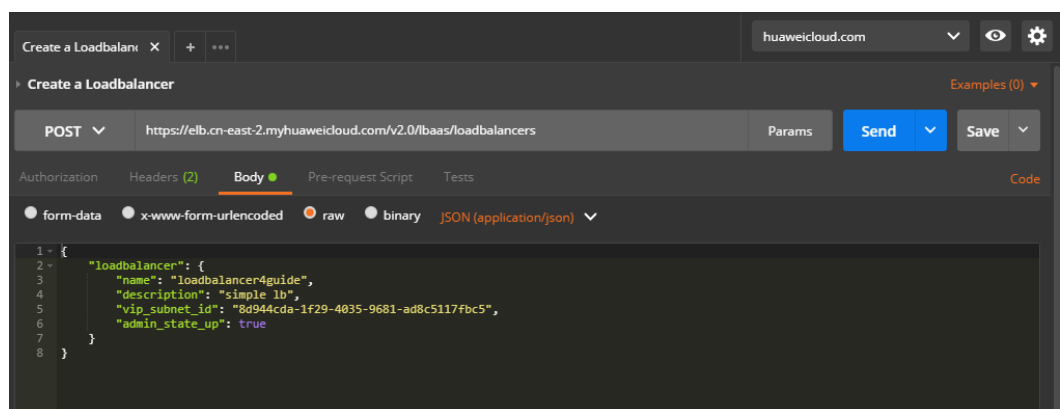 Create a Loadbalan × + •••
huaweicloud.com
Create a Loadbalancer
Examples (0)
POST https://elb.cn-east-2.myhuaweicloud.com/v2.0/lbaas/loadbalancers Params Send Save
Authorization Headers (2) Body Pre-request Script Tests Code
form-data x-www-form-urlencoded raw binary JSON (application/json)
1 {
2 "loadbalancer": {
3 "name": "loadbalancer4guide",
4 "description": "simple lb",
5 "vip_subnet_id": "8d944cda-1f29-4035-9681-ad8c5117fbc5",
6 "admin_state_up": true
7 }
8 }